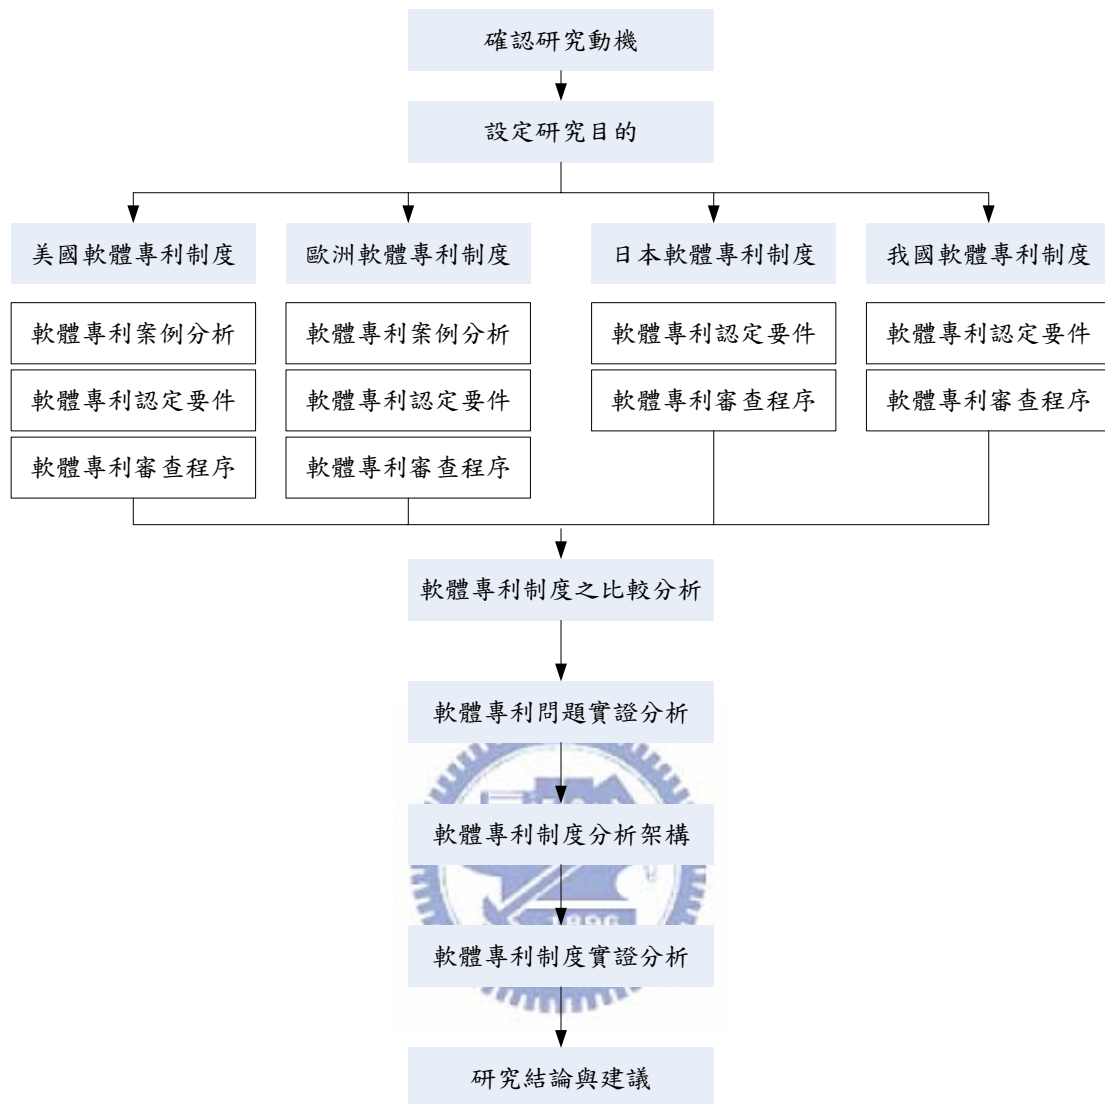 確認研究動機
設定研究目的
美國軟體專利制度
歐洲軟體專利制度
日本軟體專利制度
我國軟體專利制度
軟體專利案例分析
軟體專利案例分析
軟體專利認定要件
軟體專利認定要件
軟體專利認定要件
軟體專利認定要件
軟體專利審查程序
軟體專利審查程序
軟體專利審查程序
軟體專利審查程序
軟體專利制度之比較分析
軟體專利問題實證分析
軟體專利制度分析架構
1896
軟體專利制度實證分析
研究結論與建議